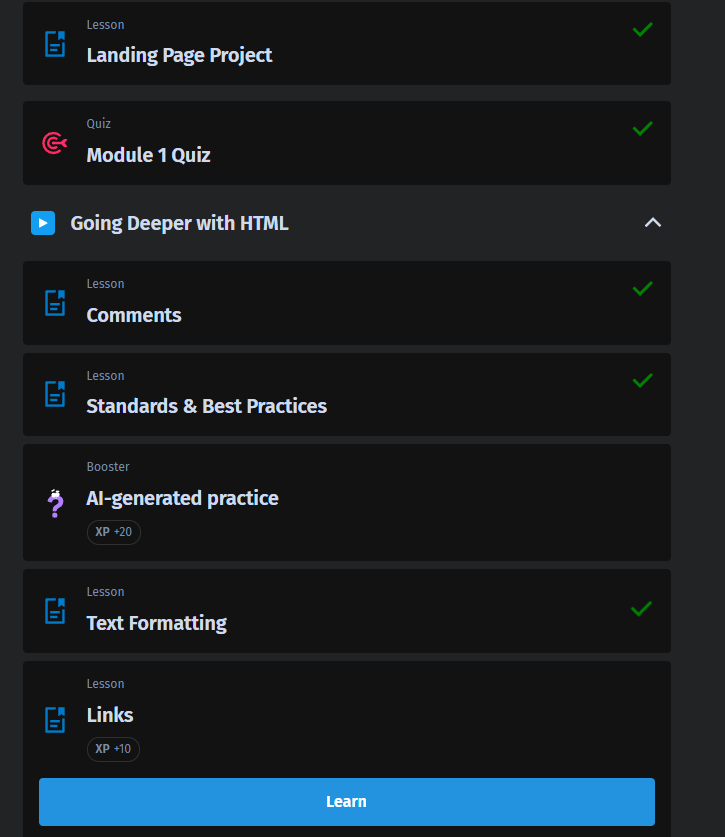 Lesson
Landing Page Project
Quiz
Module 1 Quiz
Going Deeper with HTML
Lesson
Comments
Lesson
Standards & Best Practices
Booster
AI-generated practice
XP +20
Lesson
Text Formatting
Lesson
Links
XP +10
Learn